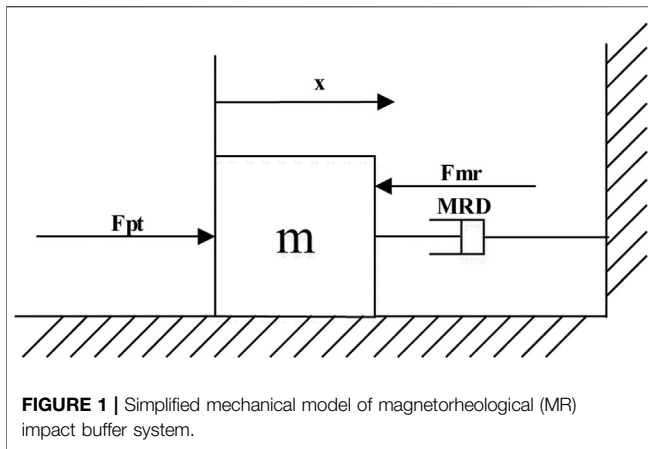 x
Fmr
MRD
Fpt
m
FIGURE 1 | Simplified mechanical model of magnetorheological (MR)
impact buffer system.